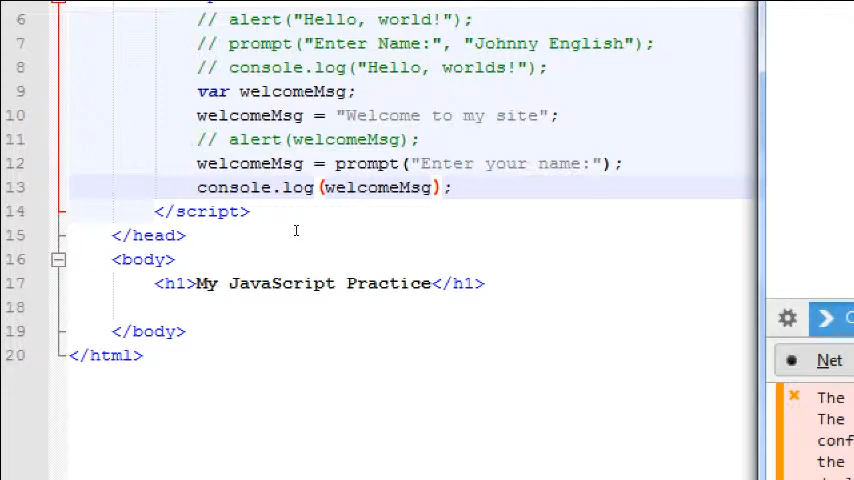 6 // alert("Hello, world!");
7 // prompt("Enter Name:", "Johnny English");
8 // console.log("Hello, worlds!");
9 var welcomeMsg;
10 welcomeMsg = "Welcome to my site";
11 // alert(welcomeMsg);
12 welcomeMsg = prompt("Enter your name:");
13 console.log(welcomeMsg);
14 </script>
15 </head>
16 <body>
17 <h1>My JavaScript Practice</h1>
18
19 </body>
20 </html>
Net
The
The
conf
the